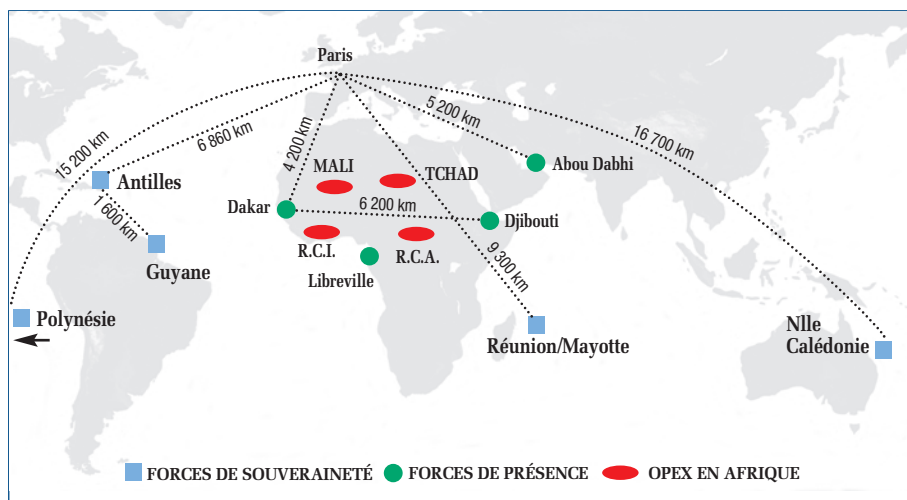 Paris
5 200 km
6 860 km
4 200 km
16 700 km
15 200 km
MALI
TCHAD
Abou Dabhi
Antilles
Dakar
6 200 km
Djibouti
1 600 km
R.C.I.
R.C.A.
9 300 km
Guyane
Libreville
Polynésie
Réunion/Mayotte
Nlle
Calédonie
FORCES DE SOUVERAINETÉ
FORCES DE PRÉSENCE
OPEX EN AFRIQUE